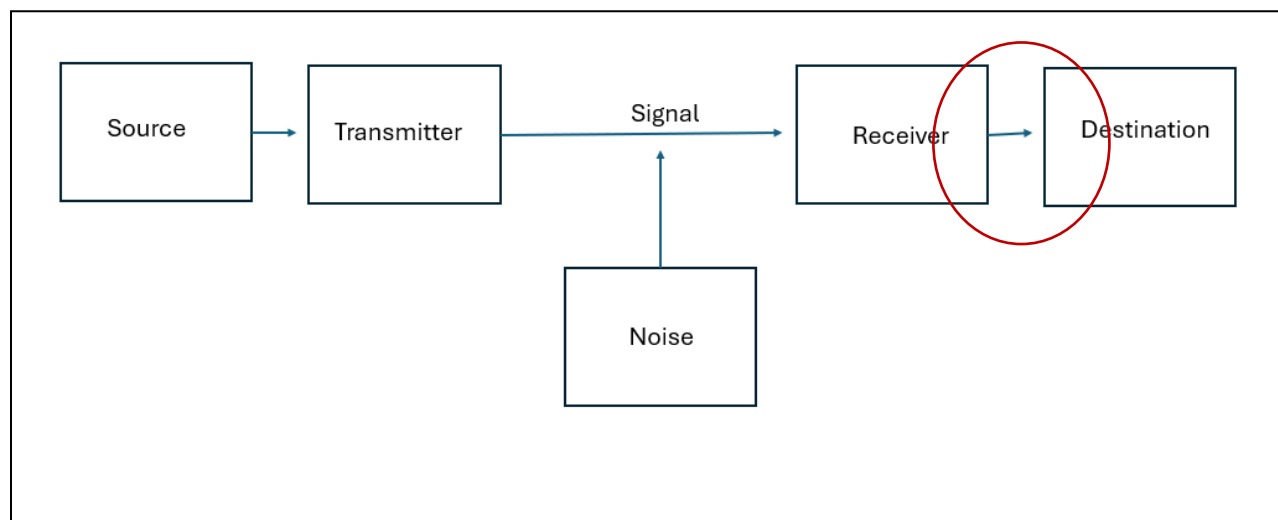 Source
Transmitter
Signal
Receiver
Destination
Noise